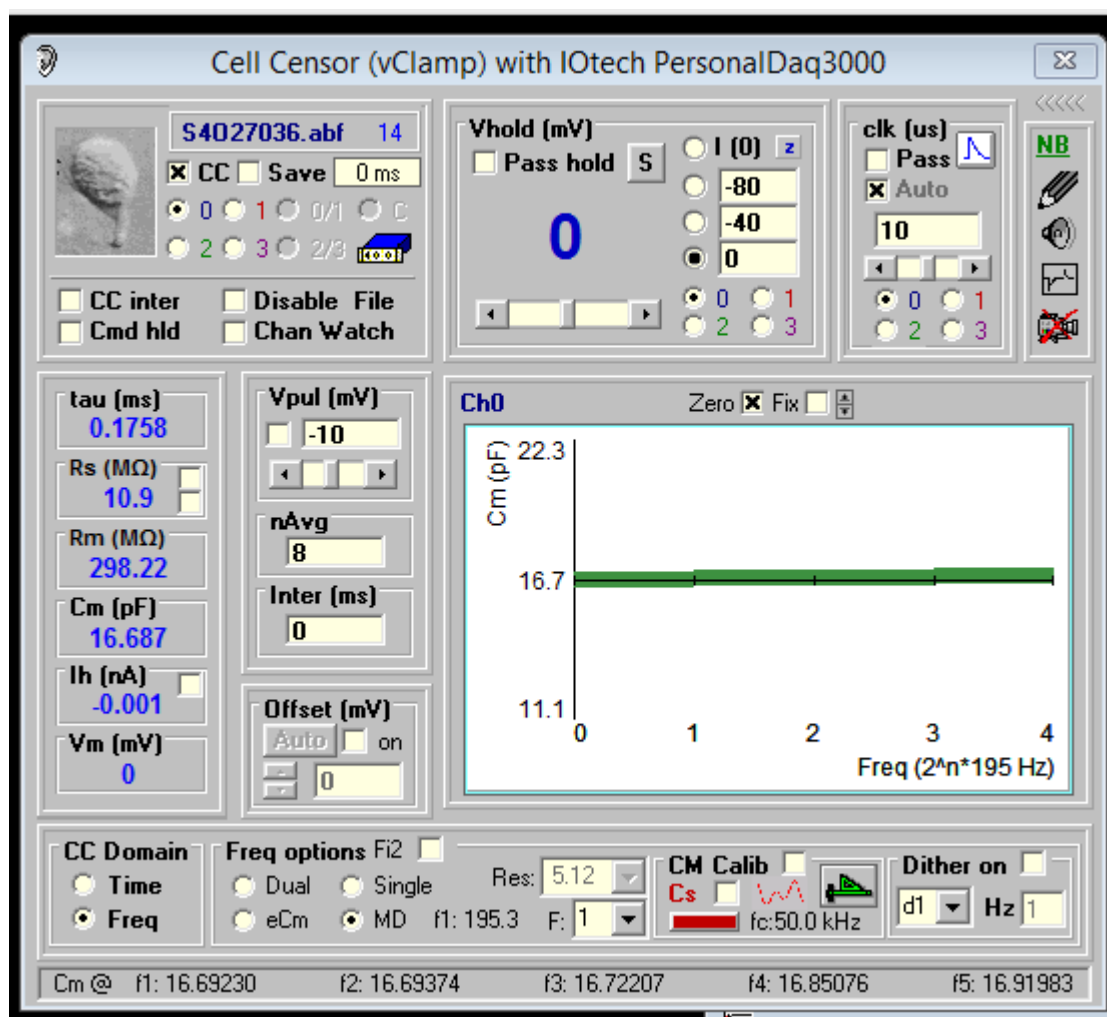 Cell Censor (vClamp) with IOtech PersonalDaq3000
<<<<<
S4O27036.abf 14
CC Save 0 ms
0 1 0/1 C
2 3 2/3
CC inter Disable File
Cmd hld Chan Watch
Vhold (mV)
Pass hold S
I (0) z
-80
-40
0
0
0 1
2 3
clk (us)
Pass
Auto
10
0 1
2 3
NB
tau (ms)
0.1758
Rs (MΩ)
10.9
Rm (MΩ)
298.22
Cm (pF)
16.687
Ih (nA)
-0.001
Vm (mV)
0
Vpul (mV)
-10
nAvg
8
Inter (ms)
0
Offset (mV)
Auto on
0
Ch0 Zero Fix
Cm (pF)
22.3
16.7
11.1
0 1 2 3 4
Freq (2^n*195 Hz)
CC Domain
Time
Freq
Freq options Fi2
Dual Single Res: 5.12
eCm MD f1: 195.3 F: 1
CM Calib
Cs
fc:50.0 kHz
Dither on
d1 Hz 1
Cm @ f1: 16.69230 f2: 16.69374 f3: 16.72207 f4: 16.85076 f5: 16.91983